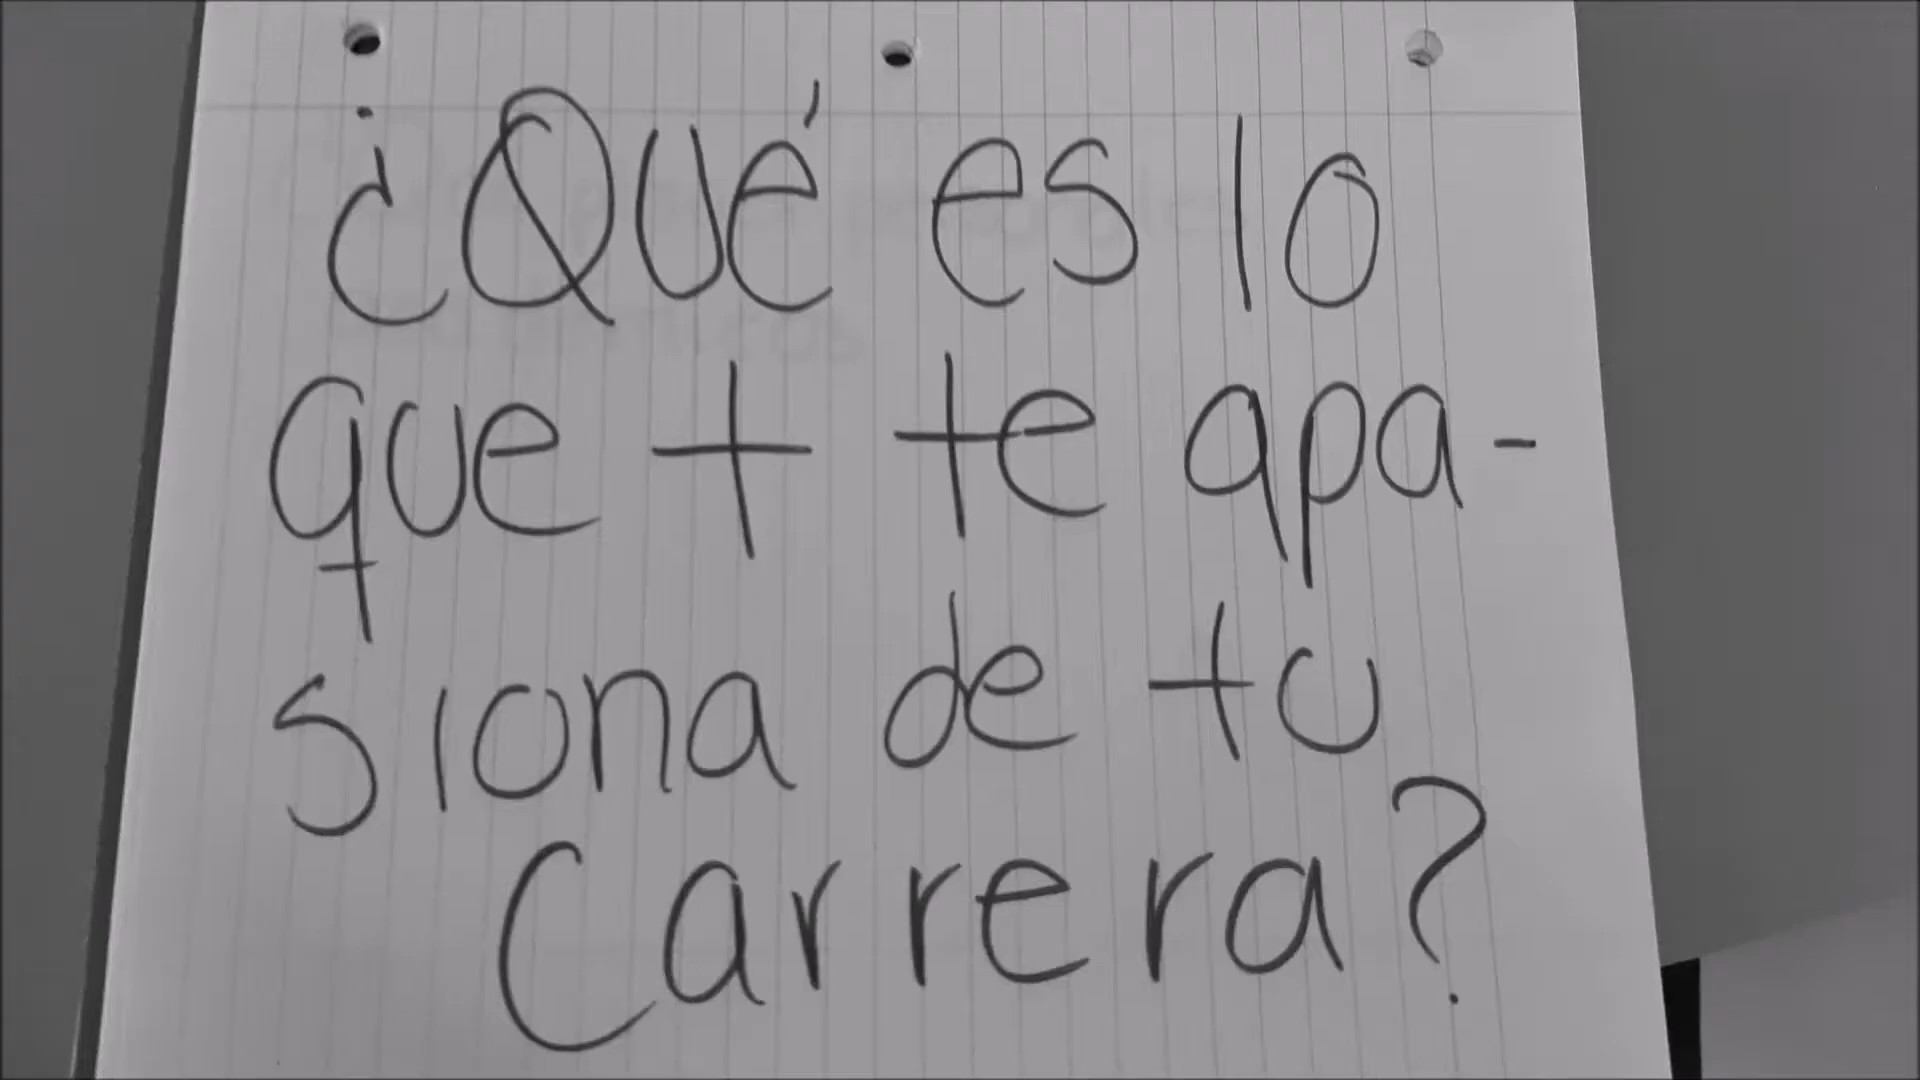 ¿Qué es lo
que + te apa-
siona de tu
Carrera?